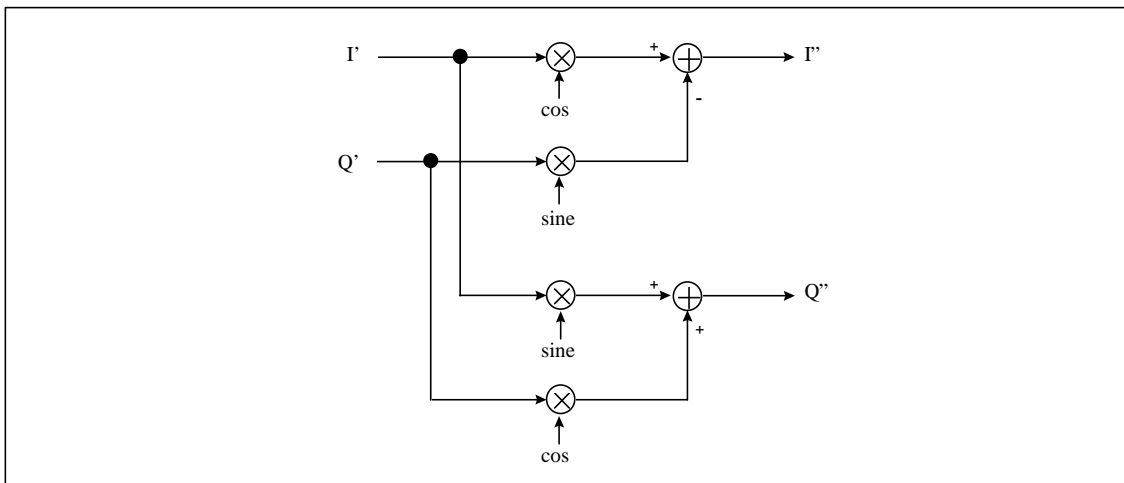 I’
+
I”
cos
-
Q’
sine
+
Q”
sine
+
cos